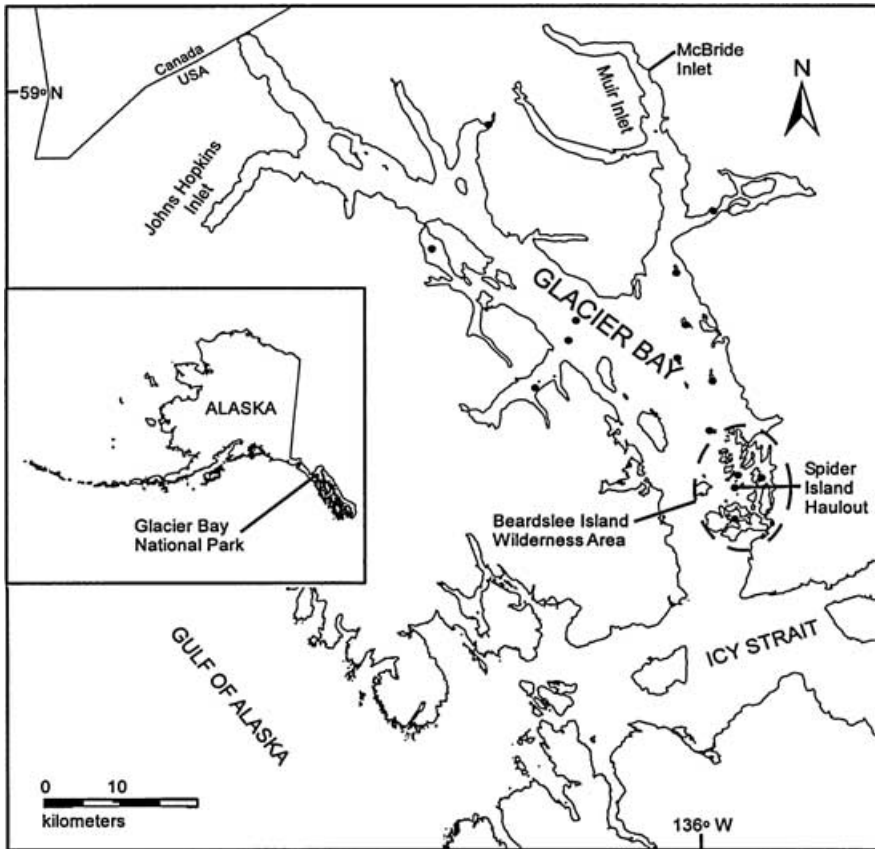 Canada
USA
59° N
McBride
Inlet
Muir Inlet
N
Johns Hopkins
Inlet
GLACIER BAY
ALASKA
Glacier Bay
National Park
Spider
Island
Haulout
Beardslee Island
Wilderness Area
GULF OF ALASKA
ICY STRAIT
0 10
kilometers
136° W